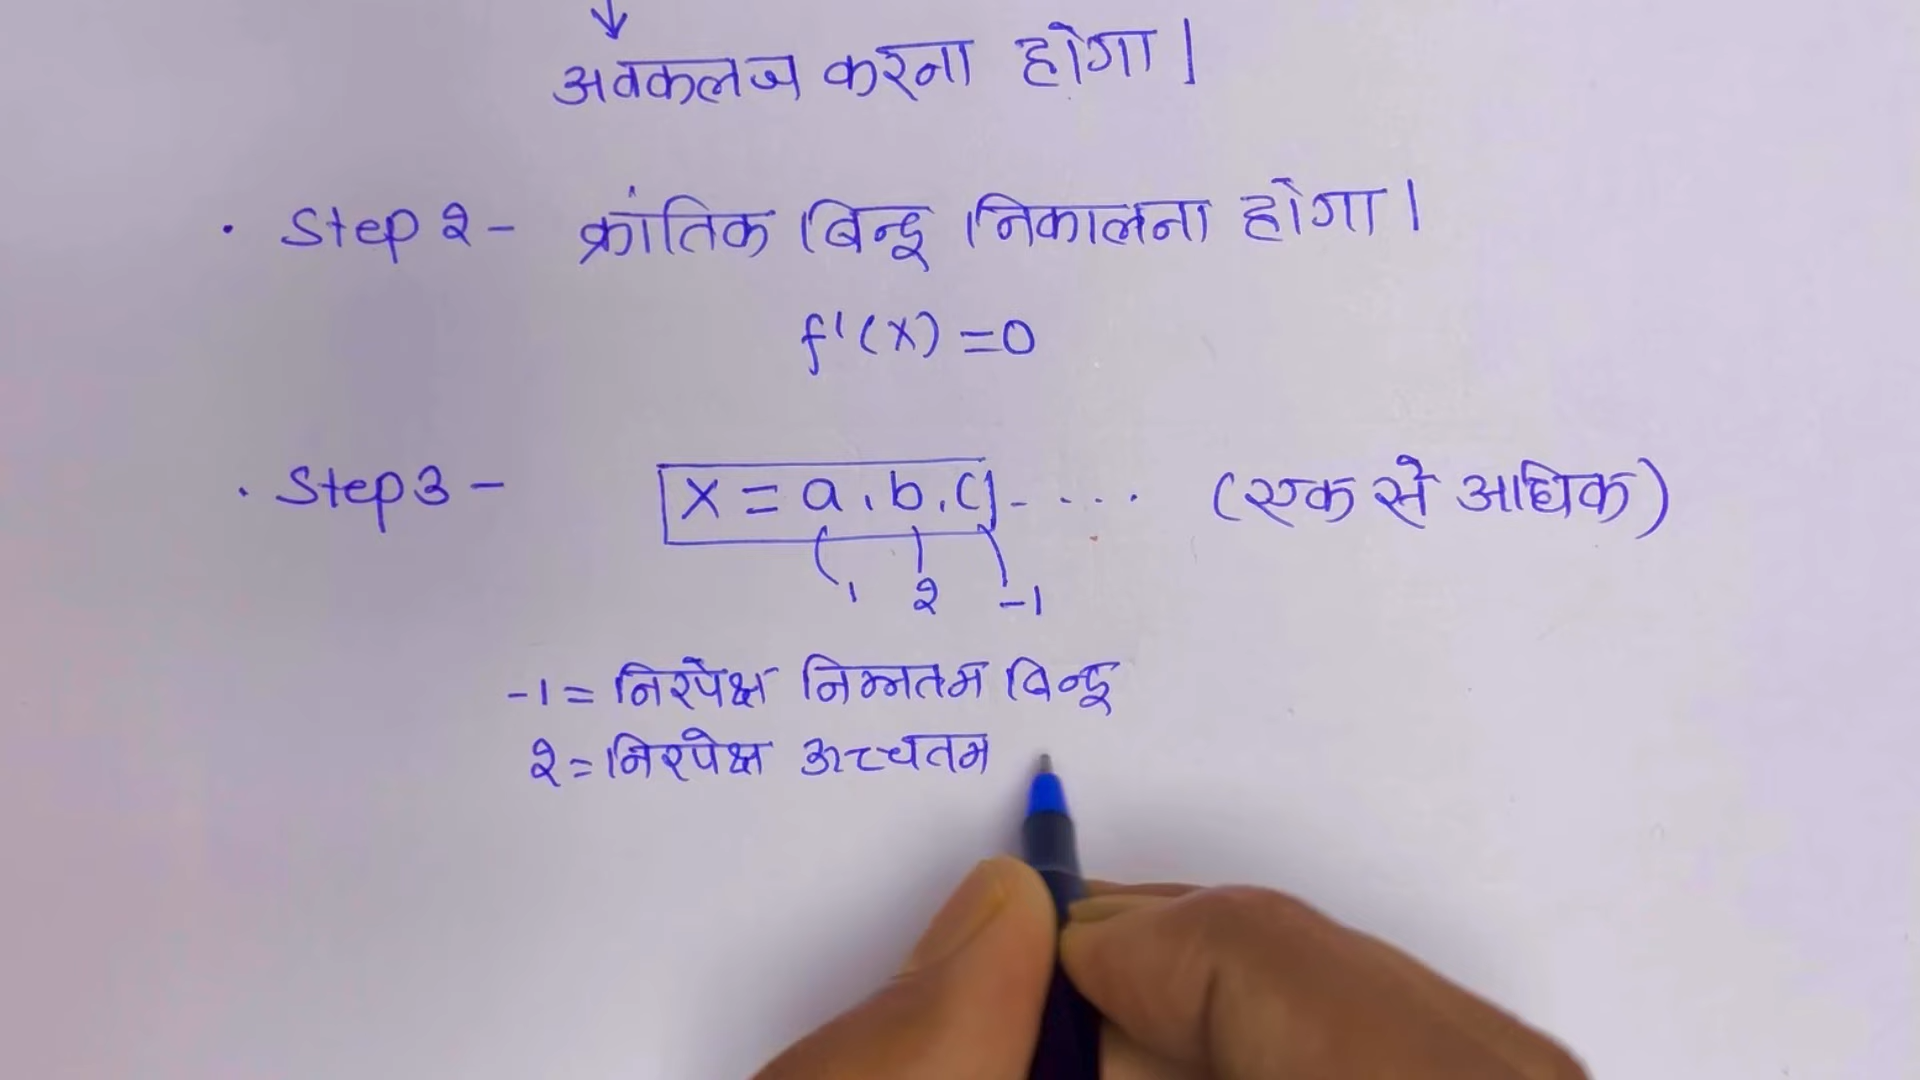 अवकलज करना होगा।
. Step 2 - क्रांतिक बिन्दू निकालना होगा।
f'(x) = 0
. Step 3 - x = a, b, c - . . . . (एक से अधिक)
1 2 -1
-1 = निरपेक्ष निम्नतम बिन्दू
2 = निरपेक्ष उच्चतम